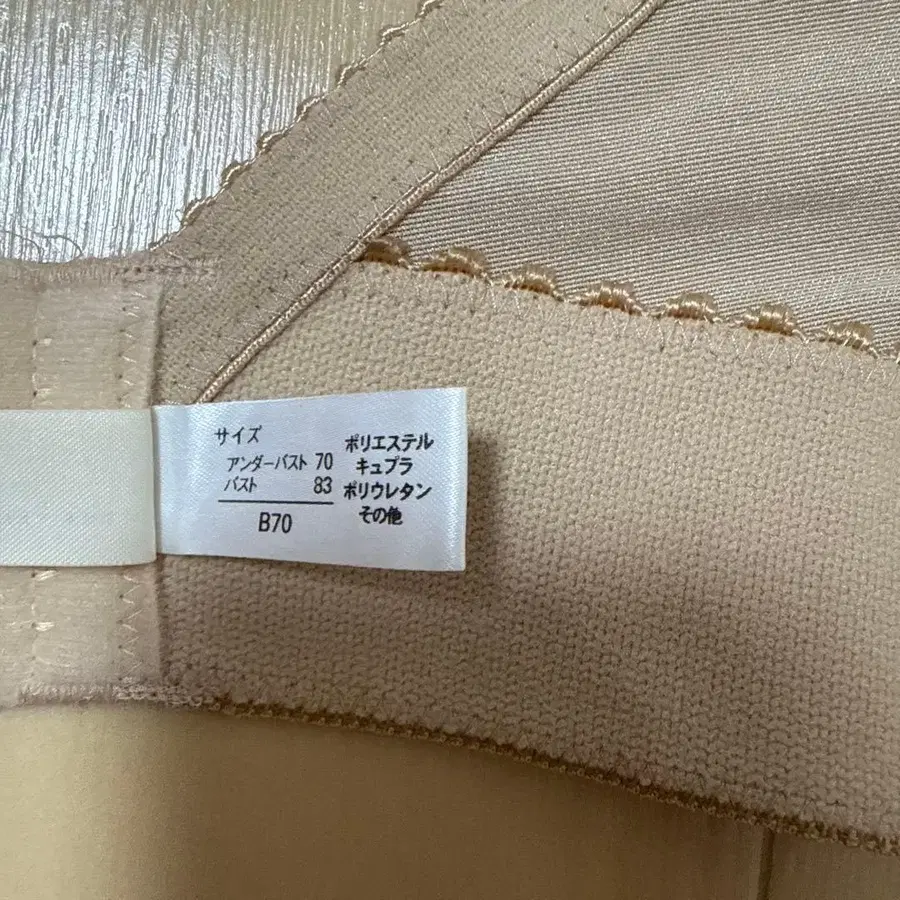 サイズ
アンダーバスト 70
バスト 83
B70
ポリエステル
キュプラ
ポリウレタン
その他